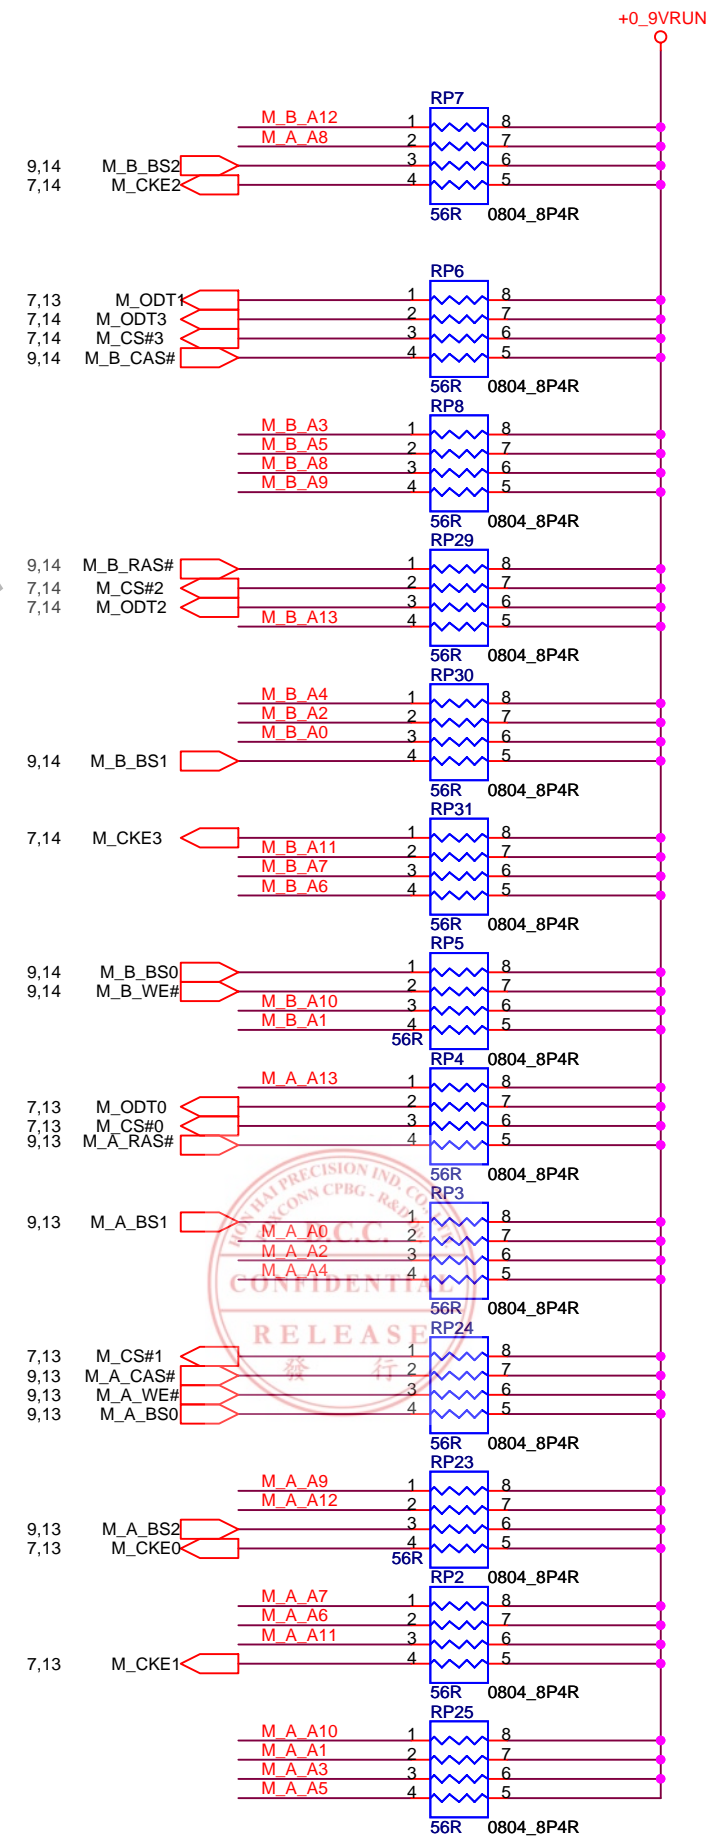 +0_9VRUN
RP7
M_B_A12 1 8
M_A_A8 2 7
9,14 M_B_BS2 3 6
7,14 M_CKE2 4 5
56R 0804_8P4R
RP6
7,13 M_ODT1 1 8
7,14 M_ODT3 2 7
7,14 M_CS#3 3 6
9,14 M_B_CAS# 4 5
56R 0804_8P4R
RP8
M_B_A3 1 8
M_B_A5 2 7
M_B_A8 3 6
M_B_A9 4 5
56R 0804_8P4R
RP29
9,14 M_B_RAS# 1 8
7,14 M_CS#2 2 7
7,14 M_ODT2 3 6
M_B_A13 4 5
56R 0804_8P4R
RP30
M_B_A4 1 8
M_B_A2 2 7
M_B_A0 3 6
9,14 M_B_BS1 4 5
56R 0804_8P4R
RP31
7,14 M_CKE3 1 8
M_B_A11 2 7
M_B_A7 3 6
M_B_A6 4 5
56R 0804_8P4R
RP5
9,14 M_B_BS0 1 8
9,14 M_B_WE# 2 7
M_B_A10 3 6
M_B_A1 4 5
56R
0804_8P4R
RP4
M_A_A13 1 8
7,13 M_ODT0 2 7
7,13 M_CS#0 3 6
9,13 M_A_RAS# 4 5
56R 0804_8P4R
RP3
9,13 M_A_BS1 1 8
M_A_A0 2 7
M_A_A2 3 6
M_A_A4 4 5
56R 0804_8P4R
HON HAI PRECISION IND. CO.
FOXCONN CPBG - R&D
D.C.C.
CONFIDENTIAL
RELEASE
發 行
RP24
7,13 M_CS#1 1 8
9,13 M_A_CAS# 2 7
9,13 M_A_WE# 3 6
9,13 M_A_BS0 4 5
56R 0804_8P4R
RP23
M_A_A9 1 8
M_A_A12 2 7
9,13 M_A_BS2 3 6
7,13 M_CKE0 4 5
56R
0804_8P4R
RP2
M_A_A7 1 8
M_A_A6 2 7
M_A_A11 3 6
7,13 M_CKE1 4 5
56R 0804_8P4R
RP25
M_A_A10 1 8
M_A_A1 2 7
M_A_A3 3 6
M_A_A5 4 5
56R 0804_8P4R